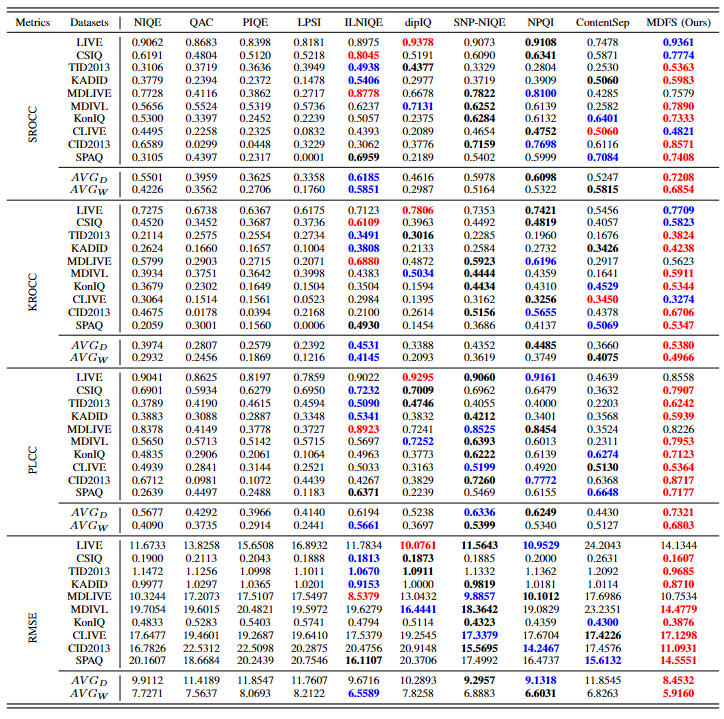 Metrics Datasets NIQE QAC PIQE LPSI ILNIQE dipIQ SNP-NIQE NPQI ContentSep MDFS (Ours)
SROCC
LIVE 0.9062 0.8683 0.8398 0.8181 0.8975 0.9378 0.9073 0.9108 0.7478 0.9361
CSIQ 0.6191 0.4804 0.5120 0.5218 0.8045 0.5191 0.6090 0.6341 0.5871 0.7774
TID2013 0.3106 0.3719 0.3636 0.3949 0.4938 0.4377 0.3329 0.2804 0.2530 0.5363
KADID 0.3779 0.2394 0.2372 0.1478 0.5406 0.2977 0.3719 0.3909 0.5060 0.5983
MDLIVE 0.7728 0.4116 0.3862 0.2717 0.8778 0.6678 0.7822 0.8100 0.4285 0.7579
MDIVL 0.5656 0.5524 0.5319 0.5736 0.6237 0.7131 0.6252 0.6139 0.2582 0.7890
KonIQ 0.5300 0.3397 0.2452 0.2239 0.5057 0.2375 0.6284 0.6132 0.6401 0.7333
CLIVE 0.4495 0.2258 0.2325 0.0832 0.4393 0.2089 0.4654 0.4752 0.5060 0.4821
CID2013 0.6589 0.0299 0.0448 0.3229 0.3062 0.3776 0.7159 0.7698 0.6116 0.8571
SPAQ 0.3105 0.4397 0.2317 0.0001 0.6959 0.2189 0.5402 0.5999 0.7084 0.7408
AVG_D 0.5501 0.3959 0.3625 0.3358 0.6185 0.4616 0.5978 0.6098 0.5247 0.7208
AVG_W 0.4226 0.3562 0.2706 0.1760 0.5851 0.2987 0.5164 0.5322 0.5815 0.6854
KROCC
LIVE 0.7275 0.6738 0.6367 0.6175 0.7123 0.7806 0.7353 0.7421 0.5456 0.7709
CSIQ 0.4520 0.3452 0.3687 0.3736 0.6109 0.3963 0.4492 0.4819 0.4057 0.5823
TID2013 0.2114 0.2575 0.2554 0.2734 0.3491 0.3016 0.2285 0.1960 0.1676 0.3824
KADID 0.2624 0.1660 0.1657 0.1004 0.3808 0.2133 0.2584 0.2732 0.3426 0.4238
MDLIVE 0.5799 0.2903 0.2715 0.2071 0.6880 0.4872 0.5923 0.6196 0.2917 0.5623
MDIVL 0.3934 0.3751 0.3642 0.3998 0.4383 0.5034 0.4444 0.4359 0.1641 0.5911
KonIQ 0.3679 0.2302 0.1649 0.1504 0.3504 0.1594 0.4434 0.4310 0.4529 0.5344
CLIVE 0.3064 0.1514 0.1561 0.0523 0.2984 0.1395 0.3162 0.3256 0.3450 0.3274
CID2013 0.4675 0.0178 0.0394 0.2168 0.2100 0.2614 0.5156 0.5655 0.4378 0.6706
SPAQ 0.2059 0.3001 0.1560 0.0006 0.4930 0.1454 0.3686 0.4137 0.5069 0.5347
AVG_D 0.3974 0.2807 0.2579 0.2392 0.4531 0.3388 0.4352 0.4485 0.3660 0.5380
AVG_W 0.2932 0.2456 0.1869 0.1216 0.4145 0.2093 0.3619 0.3749 0.4075 0.4966
PLCC
LIVE 0.9041 0.8625 0.8197 0.7859 0.9022 0.9295 0.9060 0.9161 0.4639 0.8558
CSIQ 0.6901 0.5934 0.6279 0.6950 0.7232 0.7009 0.6962 0.6479 0.3632 0.7907
TID2013 0.3789 0.4190 0.4615 0.4594 0.5090 0.4746 0.4055 0.4000 0.2203 0.6242
KADID 0.3883 0.3088 0.2887 0.3348 0.5341 0.3832 0.4212 0.3401 0.3568 0.5939
MDLIVE 0.8378 0.4149 0.3778 0.3727 0.8923 0.7241 0.8525 0.8454 0.3524 0.8226
MDIVL 0.5650 0.5713 0.5142 0.5715 0.5697 0.7252 0.6393 0.6013 0.2311 0.7953
KonIQ 0.4835 0.2906 0.2061 0.1064 0.4963 0.3773 0.6222 0.6139 0.6274 0.7123
CLIVE 0.4939 0.2841 0.3144 0.2521 0.5033 0.3163 0.5199 0.4920 0.5130 0.5364
CID2013 0.6712 0.0981 0.1072 0.4439 0.4267 0.3829 0.7260 0.7772 0.6368 0.8717
SPAQ 0.2639 0.4497 0.2488 0.1183 0.6371 0.2239 0.5469 0.6155 0.6648 0.7177
AVG_D 0.5677 0.4292 0.3966 0.4140 0.6194 0.5238 0.6336 0.6249 0.4430 0.7321
AVG_W 0.4090 0.3735 0.2914 0.2441 0.5661 0.3697 0.5399 0.5340 0.5127 0.6803
RMSE
LIVE 11.6733 13.8258 15.6508 16.8932 11.7834 10.0761 11.5643 10.9529 24.2043 14.1344
CSIQ 0.1900 0.2113 0.2043 0.1888 0.1813 0.1873 0.1885 0.2000 0.2631 0.1607
TID2013 1.1472 1.1256 1.0998 1.1011 1.0670 1.0911 1.1332 1.1362 1.2092 0.9685
KADID 0.9977 1.0297 1.0365 1.0201 0.9153 1.0000 0.9819 1.0181 1.0114 0.8710
MDLIVE 10.3244 17.2073 17.5107 17.5497 8.5379 13.0432 9.8857 10.1012 17.6986 10.7534
MDIVL 19.7054 19.6015 20.4821 19.5972 19.6279 16.4441 18.3642 19.0829 23.2351 14.4779
KonIQ 0.4833 0.5283 0.5403 0.5741 0.4794 0.5114 0.4323 0.4359 0.4300 0.3876
CLIVE 17.6477 19.4601 19.2687 19.6410 17.5379 19.2545 17.3379 17.6704 17.4226 17.1298
CID2013 16.7826 22.5312 22.5098 20.2875 20.4756 20.9148 15.5695 14.2467 17.4576 11.0931
SPAQ 20.1607 18.6684 20.2439 20.7546 16.1107 20.3706 17.4992 16.4737 15.6132 14.5551
AVG_D 9.9112 11.4189 11.8547 11.7607 9.6716 10.2893 9.2957 9.1318 11.8545 8.4532
AVG_W 7.7271 7.5637 8.0693 8.2122 6.5589 7.8258 6.8883 6.6031 6.8263 5.9160